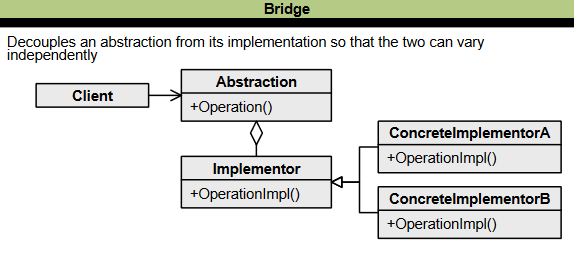 Bridge
Decouples an abstraction from its implementation so that the two can vary
independently
Client
Abstraction
+Operation()
Implementor
+OperationImpl()
ConcreteImplementorA
+OperationImpl()
ConcreteImplementorB
+OperationImpl()